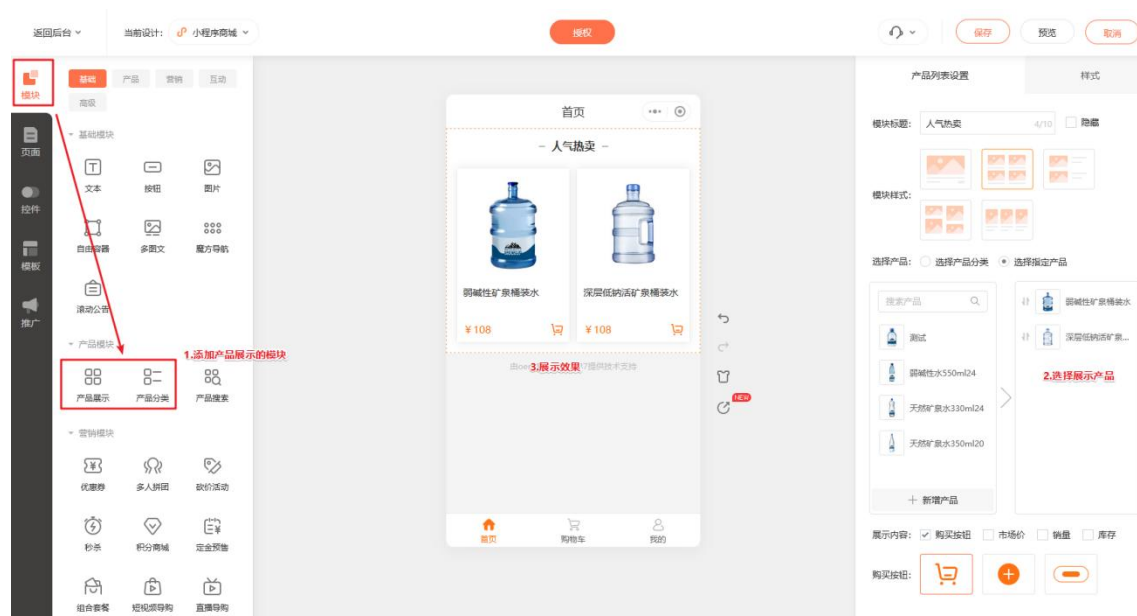 返回后台
当前设计： 小程序商城
授权
保存
预览
取消
模块
页面
控件
模板
推广
基础 产品 营销 互动
高级
基础模块
文本 按钮 图片
自由容器 多图文 魔方导航
滚动公告
产品模块
1.添加产品展示的模块
产品展示 产品分类 产品搜索
营销模块
优惠券 多人拼团 砍价活动
秒杀 积分商城 定金预售
组合套餐 短视频导购 直播导购
首页
- 人气热卖 -
弱碱性矿泉桶装水 深层低钠活矿泉桶装水
¥108 ¥108
3.展示效果
提供技术支持
NEW
首页 购物车 我的
产品列表设置 样式
模块标题： 人气热卖 4/10 隐藏
模块样式：
选择产品： 选择产品分类 选择指定产品
搜索产品
测试
弱碱性水550ml24
天然矿泉水330ml24
天然矿泉水350ml20
新增产品
弱碱性矿泉桶装水
深层低钠活矿泉...
2.选择展示产品
展示内容： 购买按钮 市场价 销量 库存
购买按钮：